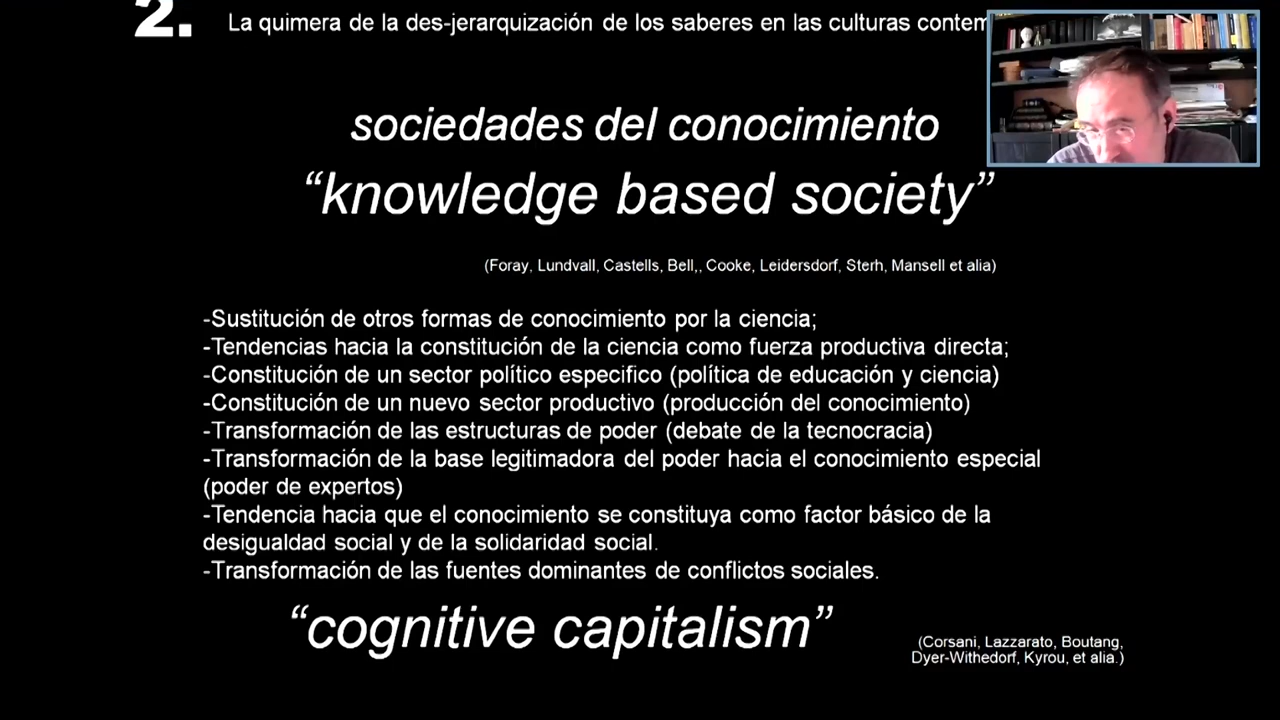 2.
La quimera de la des-jerarquización de los saberes en las culturas
sociedades del conocimiento
“knowledge based society”
(Foray, Lundvall, Castells, Bell,, Cooke, Leidersdorf, Sterh, Mansell et alia)
-Sustitución de otros formas de conocimiento por la ciencia;
-Tendencias hacia la constitución de la ciencia como fuerza productiva directa;
-Constitución de un sector político especifico (política de educación y ciencia)
-Constitución de un nuevo sector productivo (producción del conocimiento)
-Transformación de las estructuras de poder (debate de la tecnocracia)
-Transformación de la base legitimadora del poder hacia el conocimiento especial
(poder de expertos)
-Tendencia hacia que el conocimiento se constituya como factor básico de la
desigualdad social y de la solidaridad social.
-Transformación de las fuentes dominantes de conflictos sociales.
“cognitive capitalism”
(Corsani, Lazzarato, Boutang,
Dyer-Withedorf, Kyrou, et alia.)